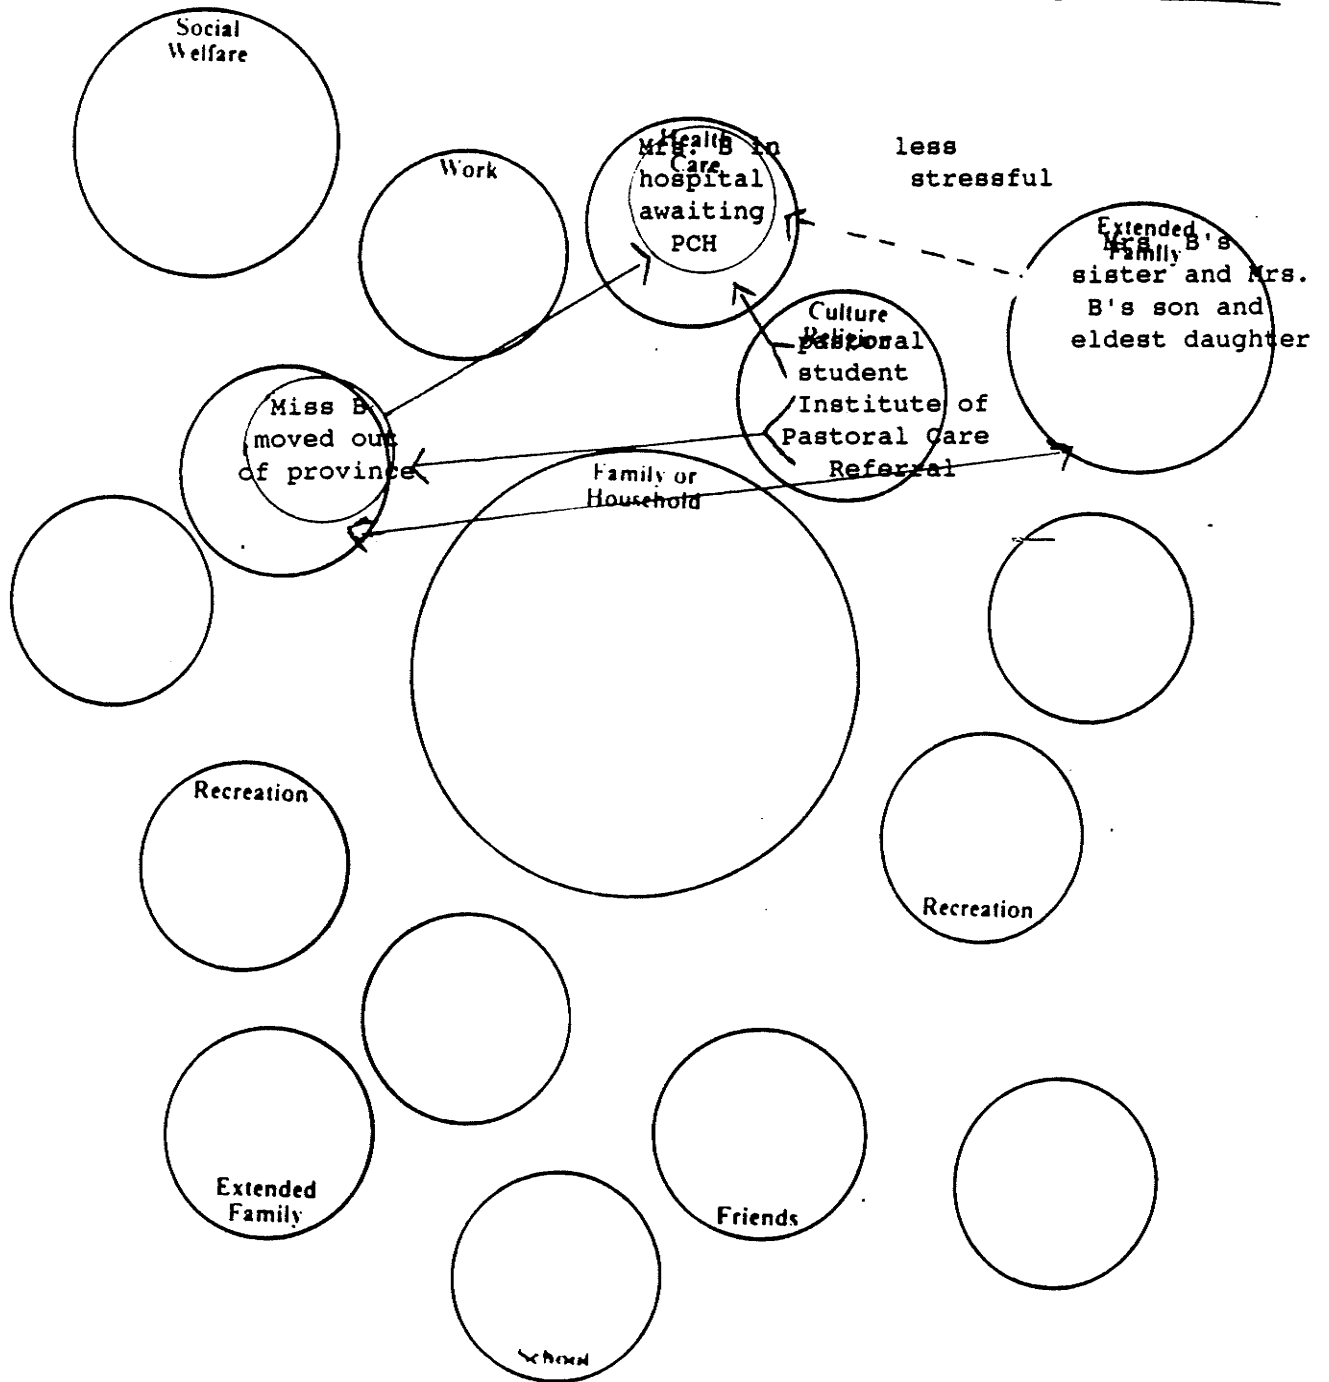 Social
Welfare
Work
Health
Care
Mrs. B in
hospital
awaiting
PCH
less
stressful
Extended
Family
Mrs. B's
sister and Mrs.
B's son and
eldest daughter
Culture
Religion
pastoral
student
Institute of
Pastoral Care
Referral
Miss B
moved out
of province
Family or
Household
Recreation
Recreation
Extended
Family
Friends
School